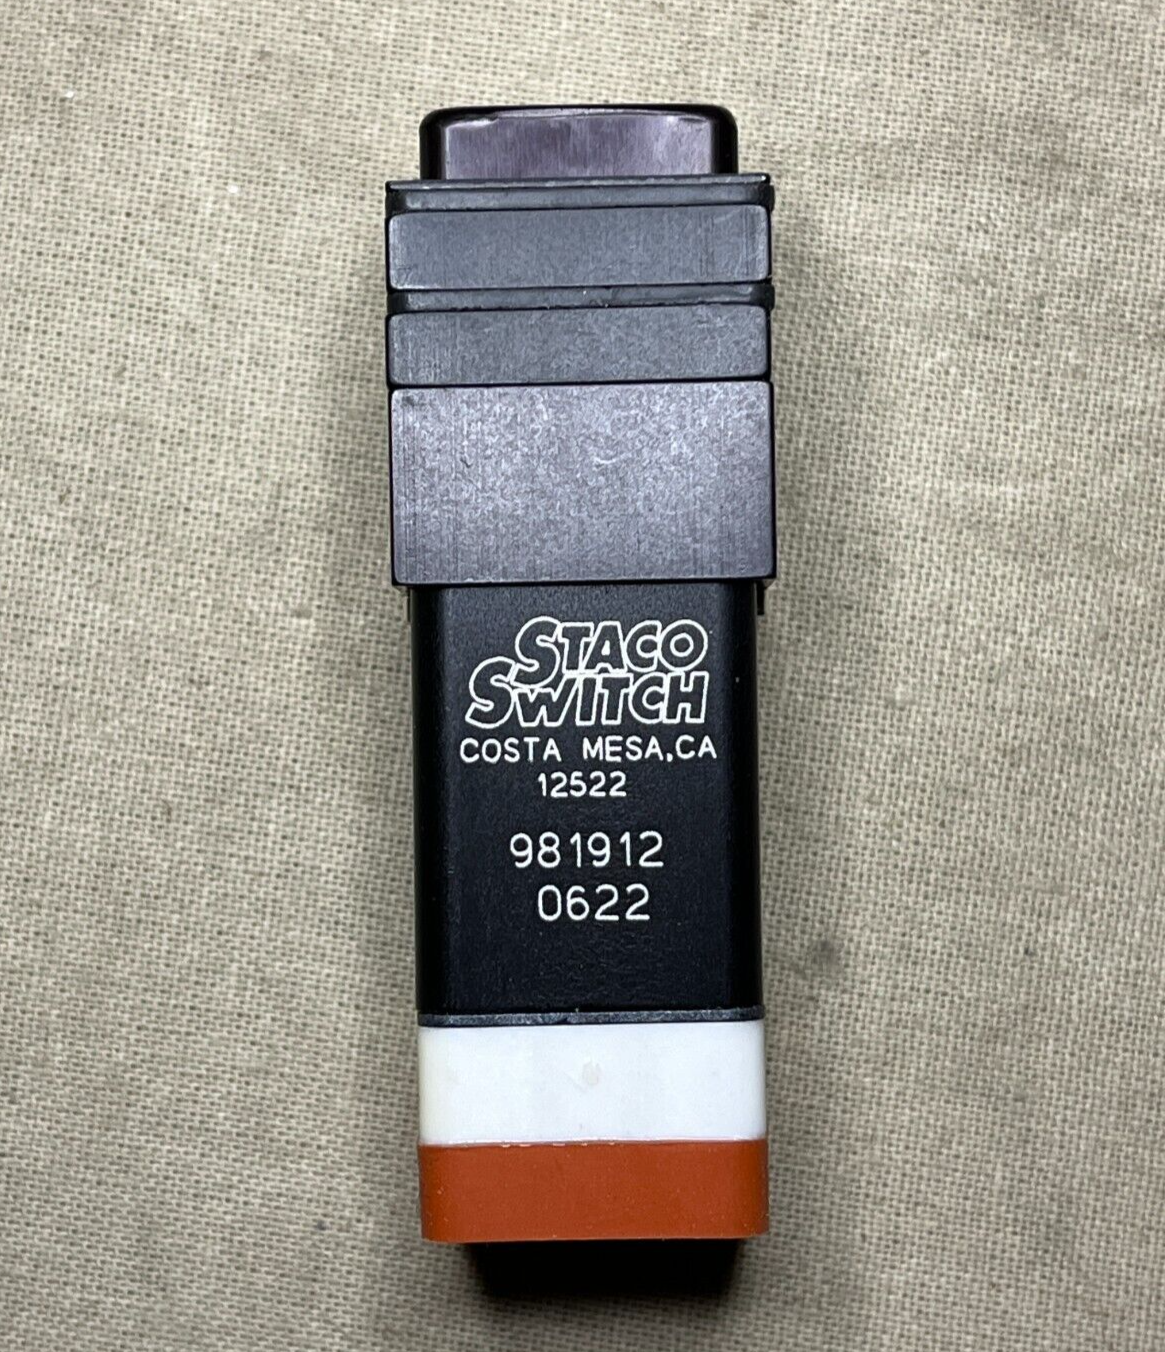 STACO
SWITCH
COSTA MESA,CA
12522
981912
0622